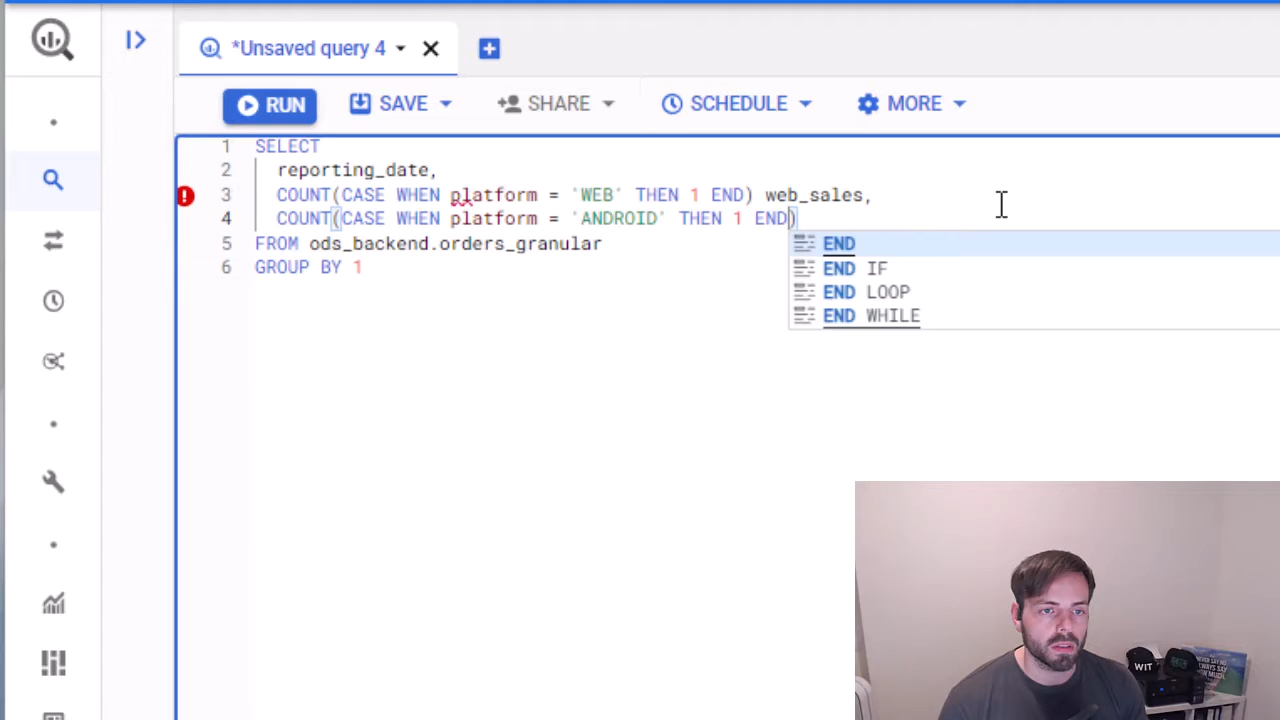 *Unsaved query 4
RUN SAVE SHARE SCHEDULE MORE
1 SELECT
2 reporting_date,
3 COUNT(CASE WHEN platform = 'WEB' THEN 1 END) web_sales,
4 COUNT(CASE WHEN platform = 'ANDROID' THEN 1 END)
5 FROM ods_backend.orders_granular
6 GROUP BY 1
END
END IF
END LOOP
END WHILE
WIT